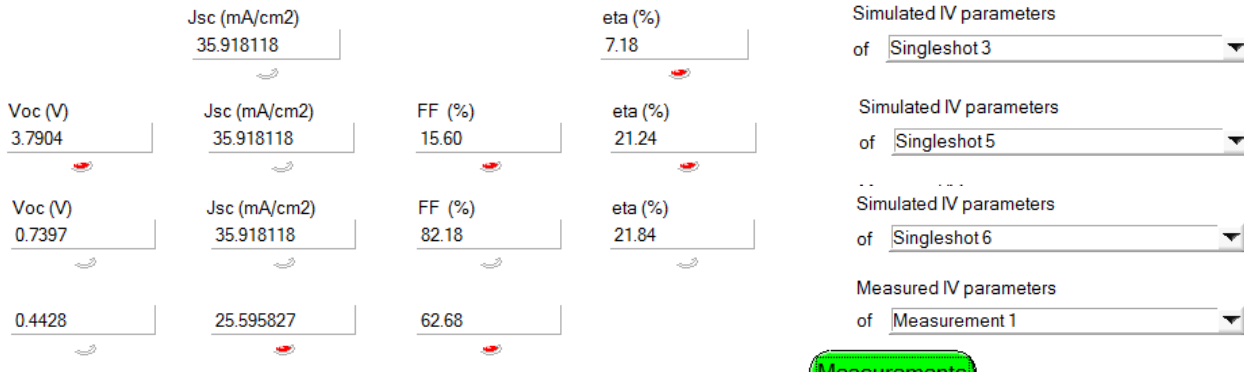 Jsc (mA/cm2) eta (%) Simulated IV parameters
35.918118 7.18 of Singleshot 3
Voc (V) Jsc (mA/cm2) FF (%) eta (%) Simulated IV parameters
3.7904 35.918118 15.60 21.24 of Singleshot 5
Voc (V) Jsc (mA/cm2) FF (%) eta (%) Simulated IV parameters
0.7397 35.918118 82.18 21.84 of Singleshot 6
Measured IV parameters
0.4428 25.595827 62.68 of Measurement 1
Measurements